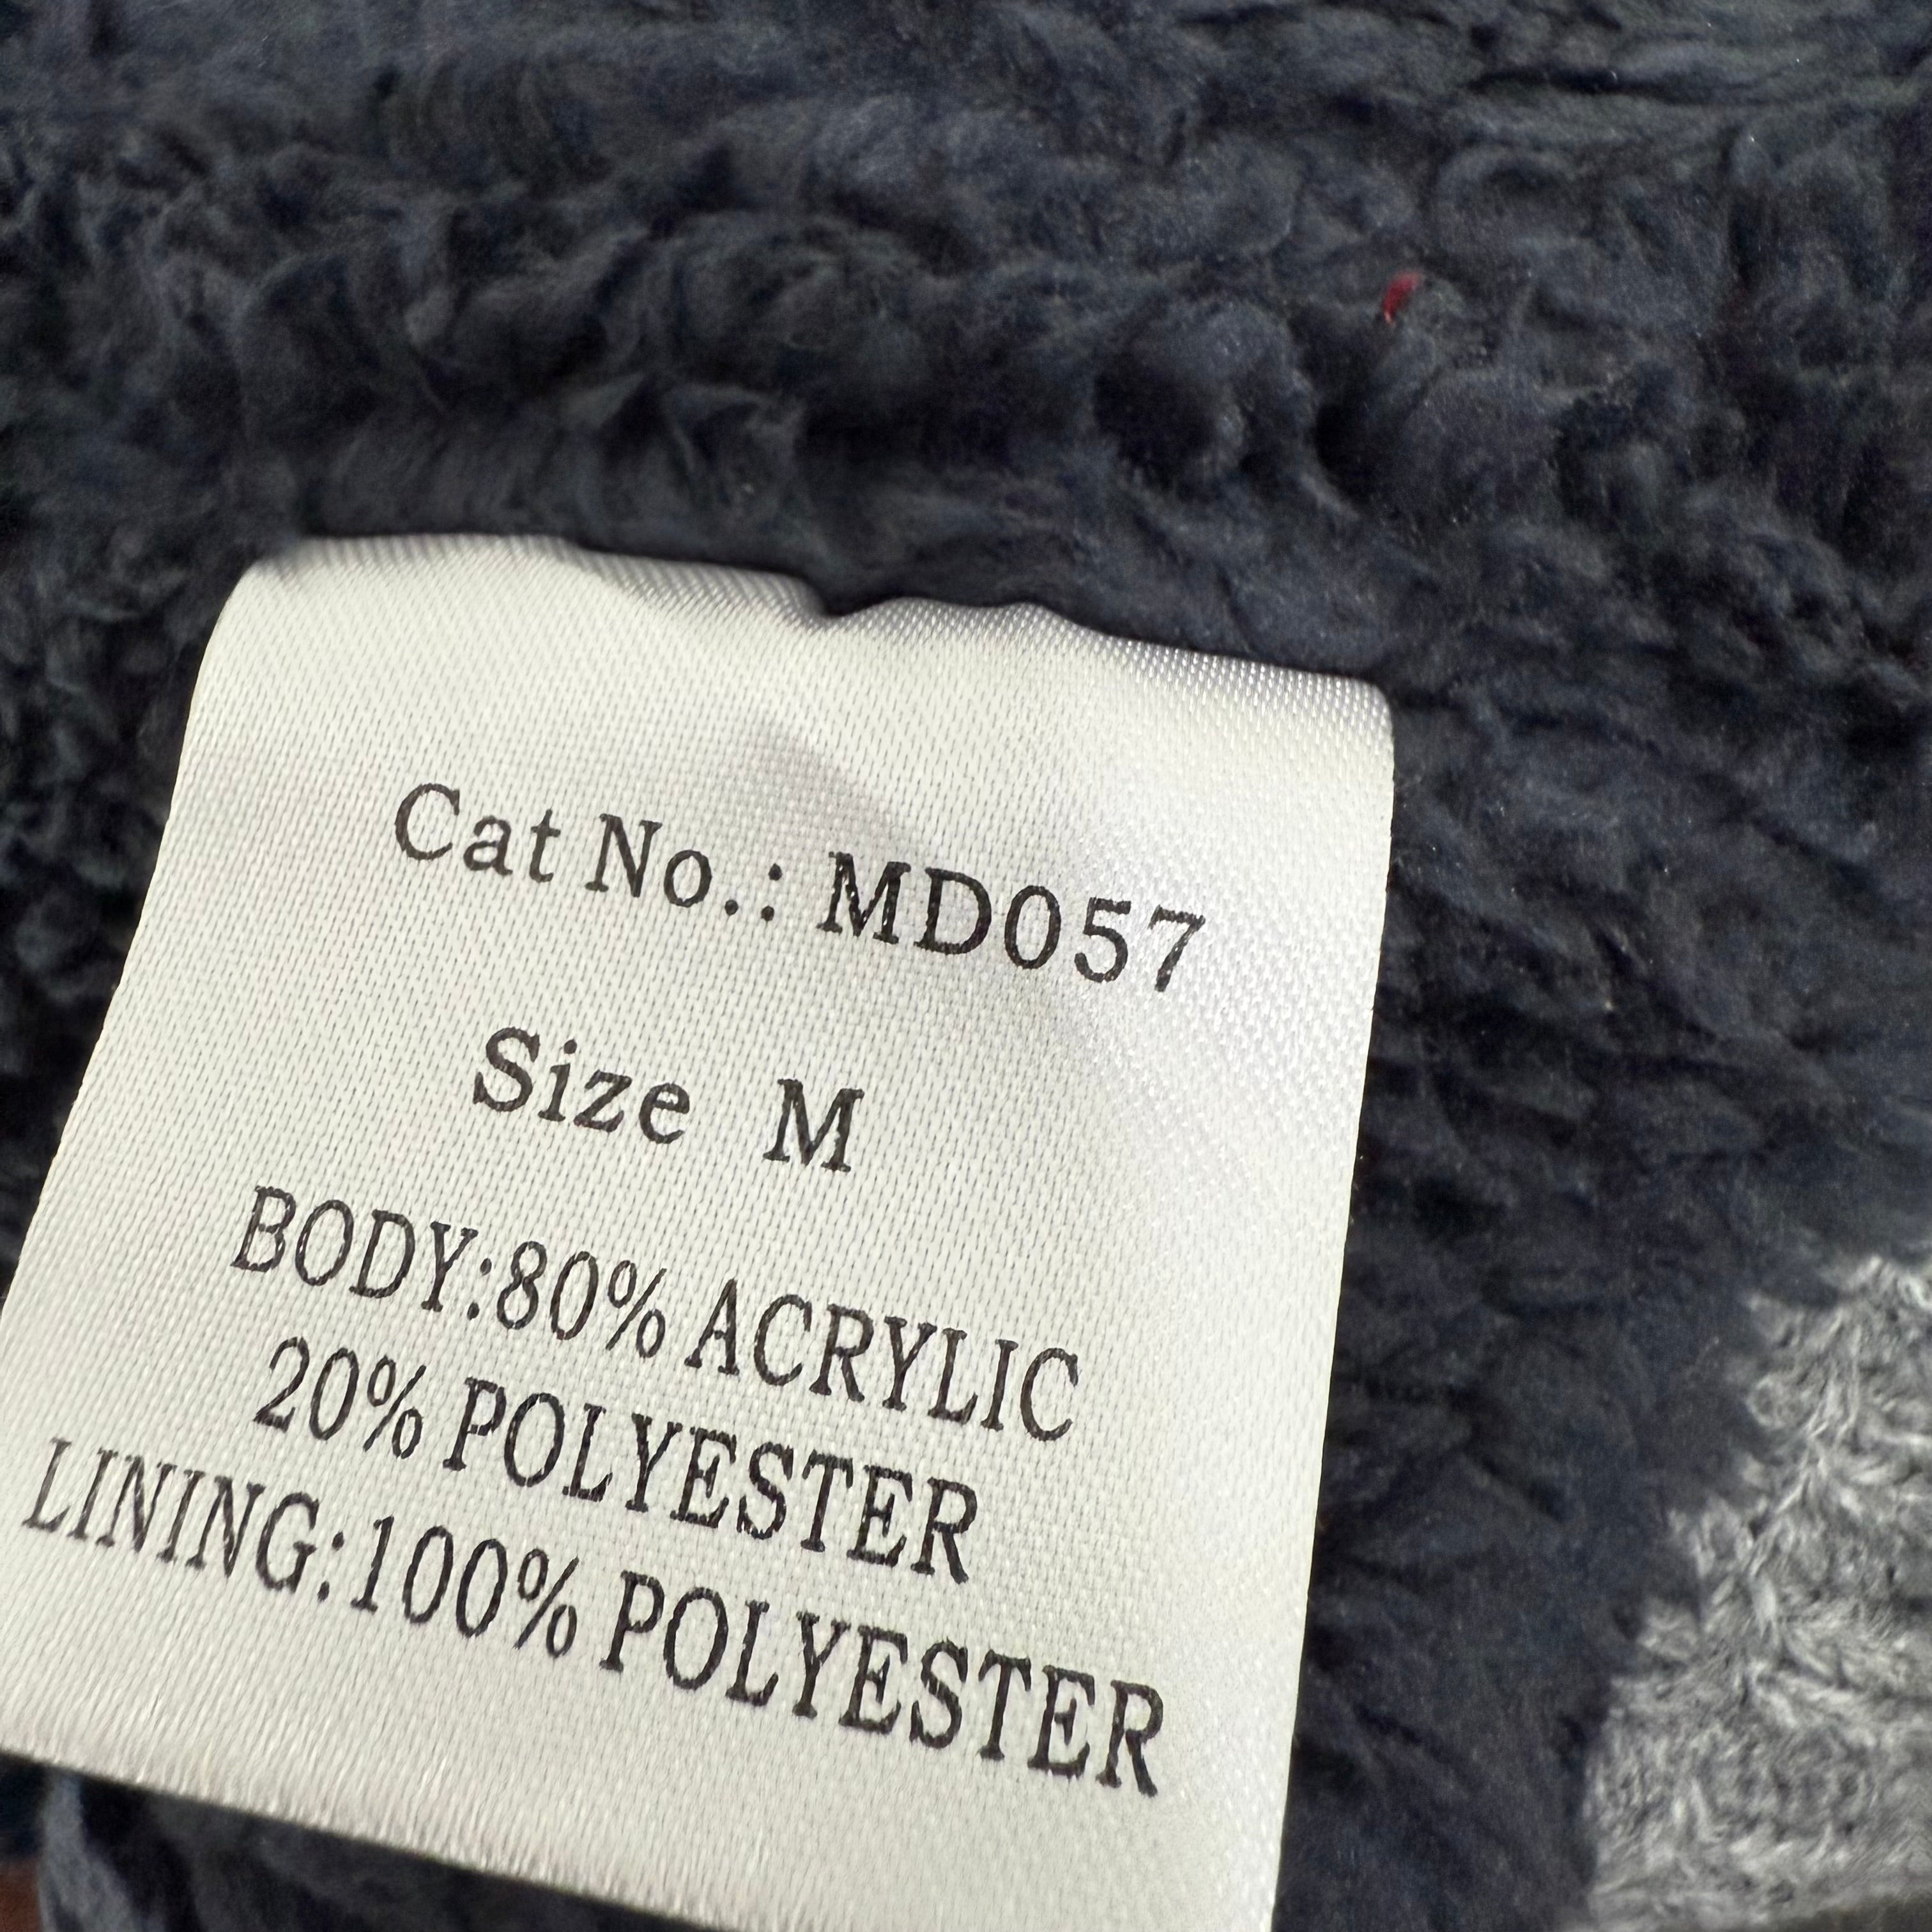 Cat No.: MD057
Size M
BODY:80% ACRYLIC
20% POLYESTER
LINING:100% POLYESTER